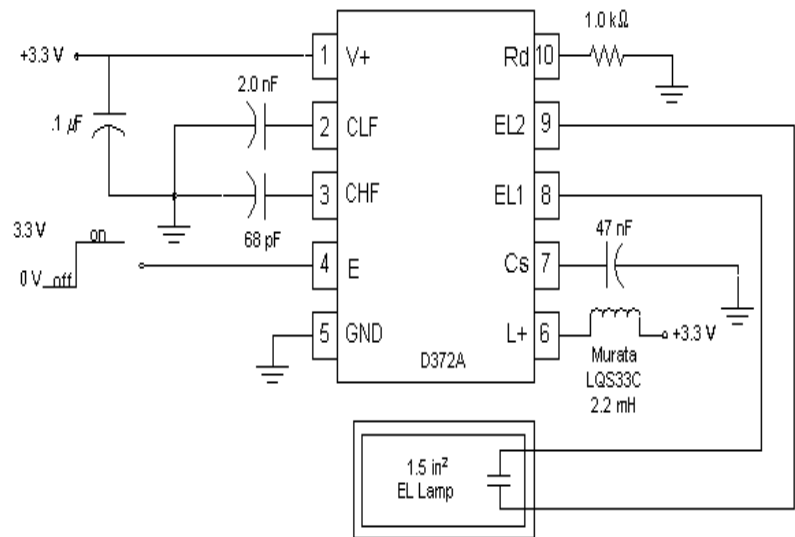 +3.3 V
.1 µF
2.0 nF
68 pF
3.3 V
on
0 V
off
1
V+
2
CLF
3
CHF
4
E
5
GND
D372A
Rd
10
EL2
9
EL1
8
Cs
7
L+
6
1.0 kΩ
47 nF
+3.3 V
Murata
LQS33C
2.2 mH
1.5 in²
EL Lamp